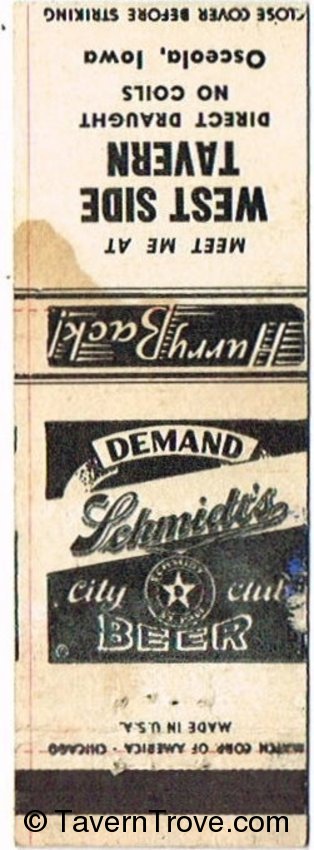 CLOSE COVER BEFORE STRIKING
MEET ME AT
WEST SIDE
TAVERN
DIRECT DRAUGHT
NO COILS
Osceola, Iowa
Hurry Back!
DEMAND
Schmidt's
City Club
BEER
MATCH CORP. OF AMERICA · CHICAGO
MADE IN U.S.A.
© TavernTrove.com